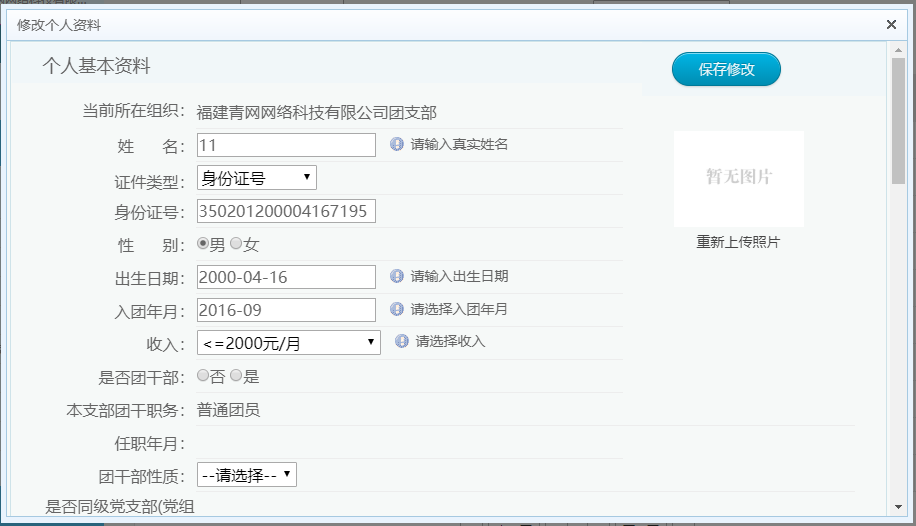 修改个人资料
个人基本资料
保存修改
当前所在组织: 福建青网网络科技有限公司团支部
姓 名: 11 请输入真实姓名
证件类型: 身份证号
身份证号: 350201200004167195
性 别: 男 女
出生日期: 2000-04-16 请输入出生日期
入团年月: 2016-09 请选择入团年月
收入: <=2000元/月 请选择收入
是否团干部: 否 是
本支部团干职务: 普通团员
任职年月:
团干部性质: --请选择--
是否同级党支部(党组
暂无图片
重新上传照片